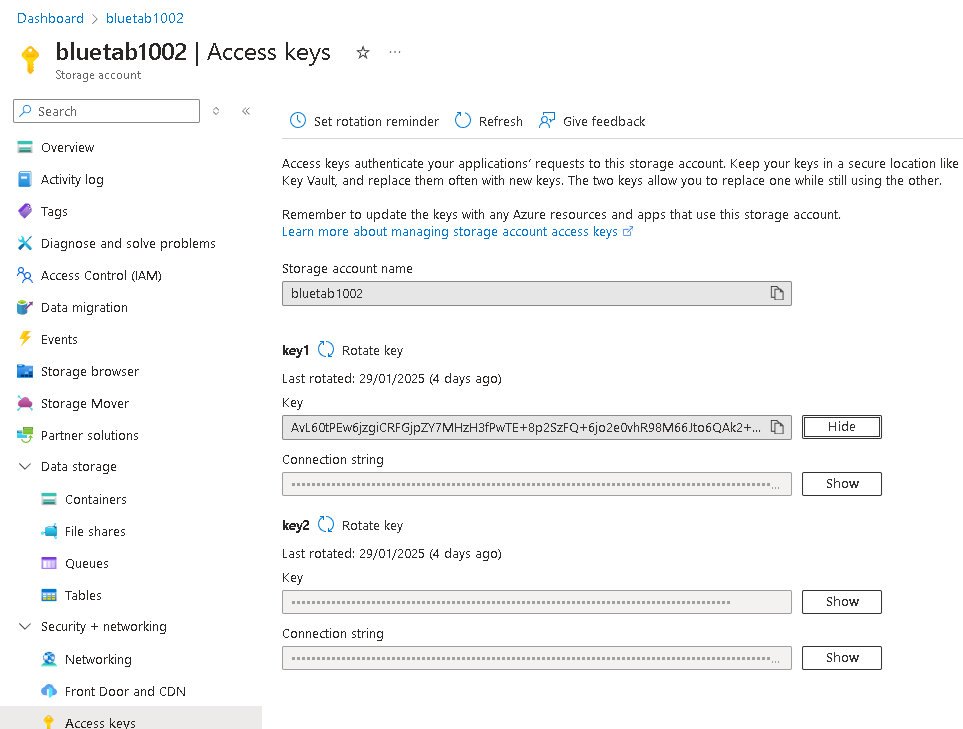 Dashboard > bluetab1002
bluetab1002 | Access keys ☆ ...
Storage account
Search
Overview
Activity log
Tags
Diagnose and solve problems
Access Control (IAM)
Data migration
Events
Storage browser
Storage Mover
Partner solutions
Data storage
Containers
File shares
Queues
Tables
Security + networking
Networking
Front Door and CDN
Access keys
Set rotation reminder Refresh Give feedback
Access keys authenticate your applications' requests to this storage account. Keep your keys in a secure location like
Key Vault, and replace them often with new keys. The two keys allow you to replace one while still using the other.
Remember to update the keys with any Azure resources and apps that use this storage account.
Learn more about managing storage account access keys
Storage account name
bluetab1002
key1 Rotate key
Last rotated: 29/01/2025 (4 days ago)
Key
AvL60tPEw6jzgiCRFGjpZY7MHzH3fPwTE+8p2SzFQ+6jo2e0vhR98M66Jto6QAk2+... Hide
Connection string
Show
key2 Rotate key
Last rotated: 29/01/2025 (4 days ago)
Key
Show
Connection string
Show